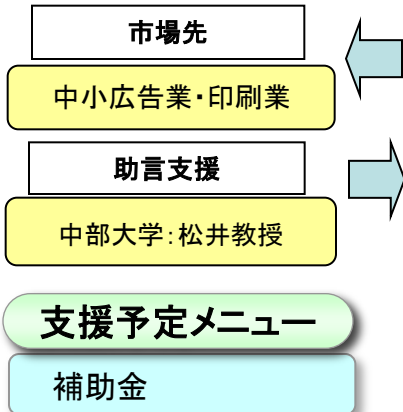 市場先
中小広告業・印刷業
助言支援
中部大学:松井教授
支援予定メニュー
補助金